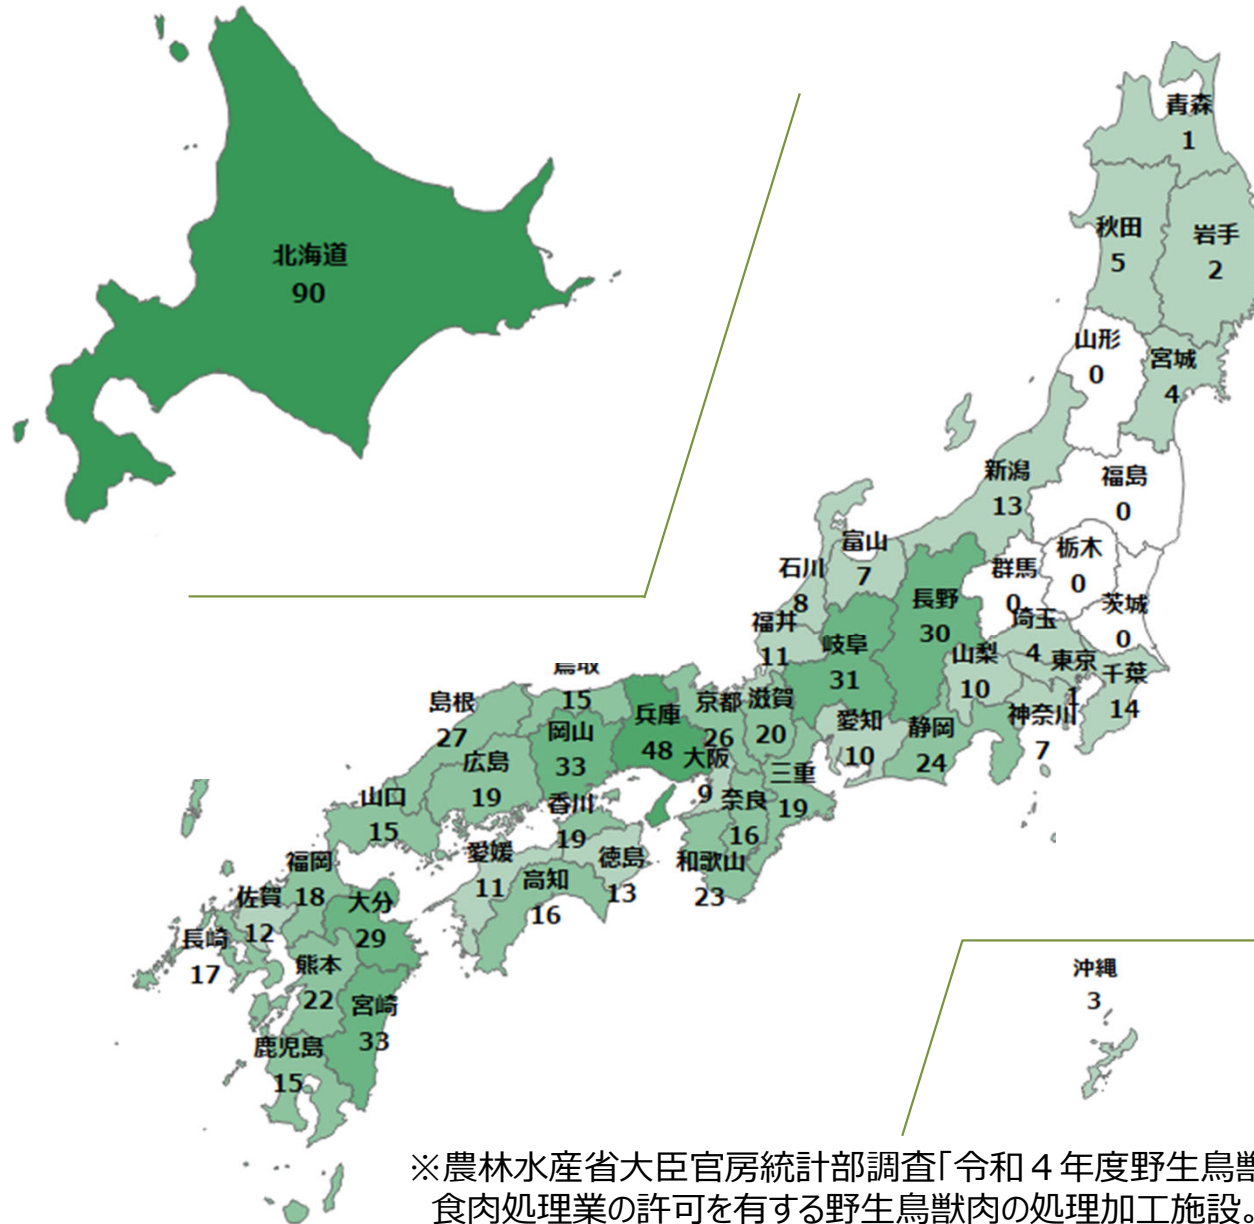 北海道
90
青森
1
秋田
5
岩手
2
山形
0
宮城
4
新潟
13
福島
0
富山
7
石川
8
福井
11
長野
30
岐阜
31
群馬
0
栃木
0
茨城
0
埼玉
4
東京
1
千葉
14
山梨
10
神奈川
7
静岡
24
愛知
10
滋賀
20
京都
26
三重
19
大阪
9
奈良
16
和歌山
23
兵庫
48
鳥取
15
岡山
33
島根
27
広島
19
山口
15
香川
19
徳島
13
愛媛
11
高知
16
福岡
18
佐賀
12
長崎
17
大分
29
熊本
22
宮崎
33
鹿児島
15
沖縄
3
※農林水産省大臣官房統計部調査「令和4年度野生鳥獣
食肉処理業の許可を有する野生鳥獣肉の処理加工施設。